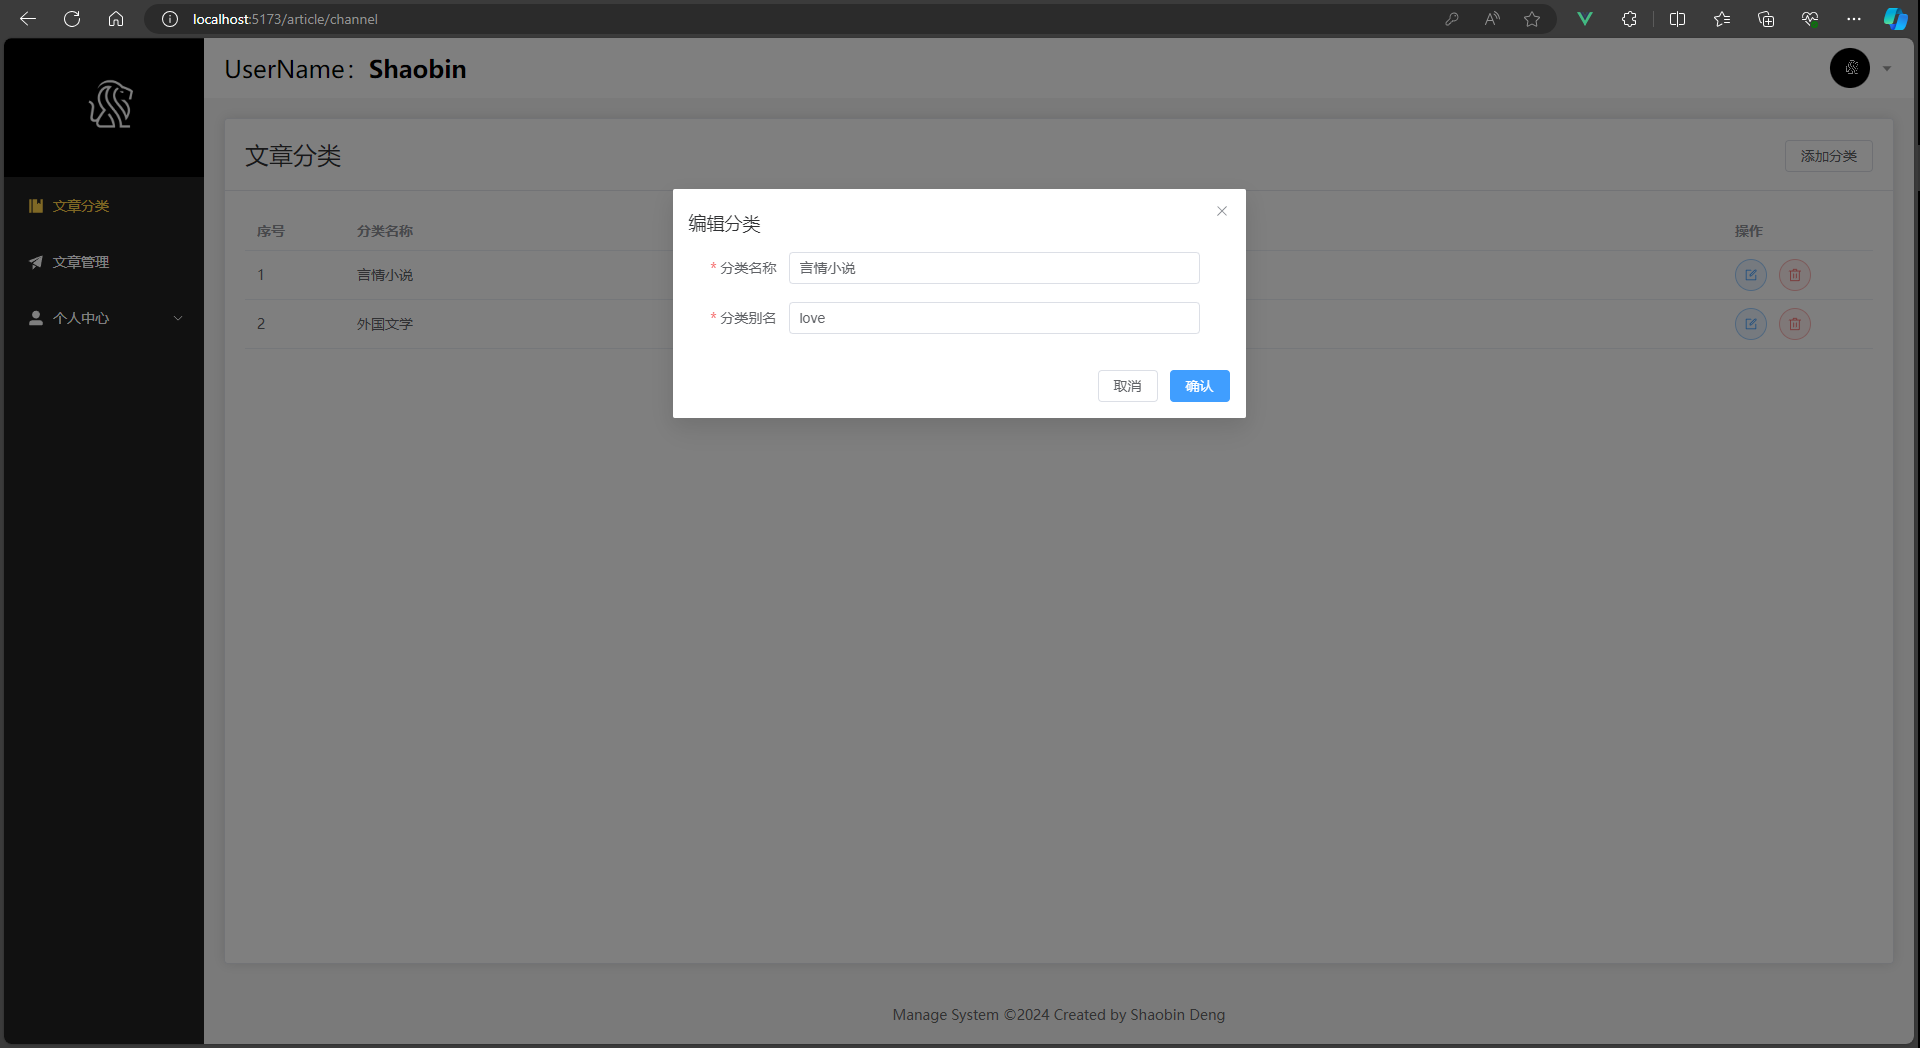 localhost:5173/article/channel
UserName：Shaobin
文章分类
添加分类
文章分类
文章管理
个人中心
序号 分类名称 操作
1 言情小说
2 外国文学
编辑分类
* 分类名称 言情小说
* 分类别名 love
取消 确认
Manage System ©2024 Created by Shaobin Deng